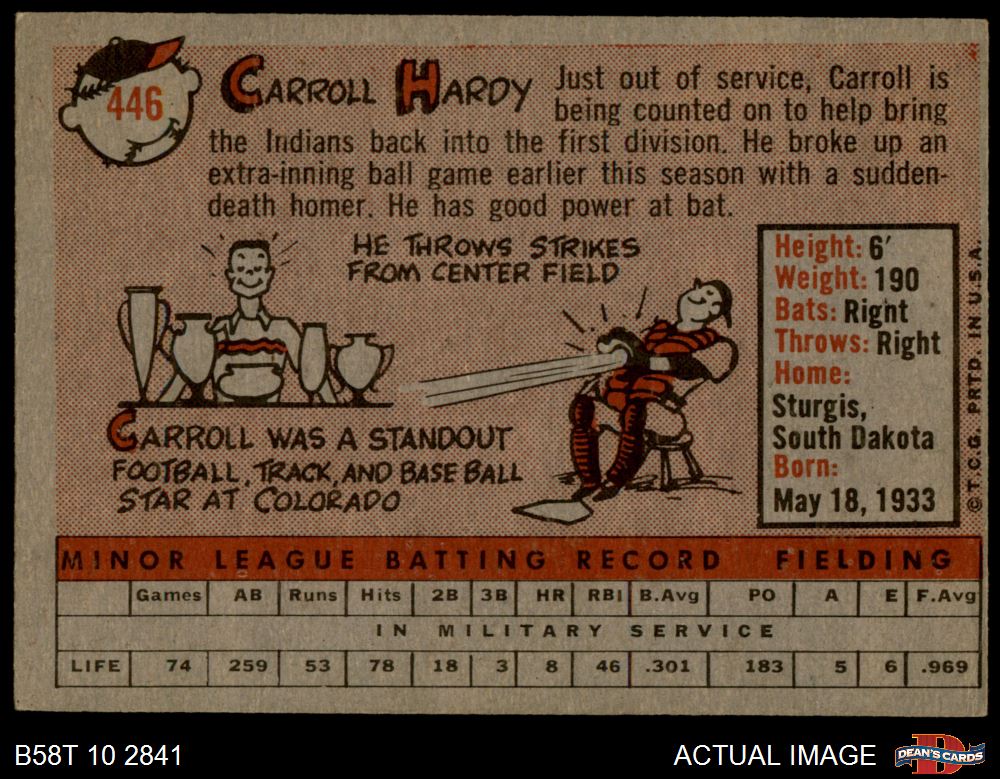 446
CARROLL HARDY
Just out of service, Carroll is
being counted on to help bring
the Indians back into the first division. He broke up an
extra-inning ball game earlier this season with a sudden-
death homer. He has good power at bat.
HE THROWS STRIKES
FROM CENTER FIELD
CARROLL WAS A STANDOUT
FOOTBALL, TRACK, AND BASEBALL
STAR AT COLORADO
Height: 6'
Weight: 190
Bats: Right
Throws: Right
Home:
Sturgis,
South Dakota
Born:
May 18, 1933
© T.C.G. PRTD. IN U.S.A.
MINOR LEAGUE BATTING RECORD FIELDING
Games AB Runs Hits 2B 3B HR RBI B.Avg PO A E F.Avg
IN MILITARY SERVICE
LIFE 74 259 53 78 18 3 8 46 .301 183 5 6 .969
B58T 10 2841
ACTUAL IMAGE
DEAN'S CARDS